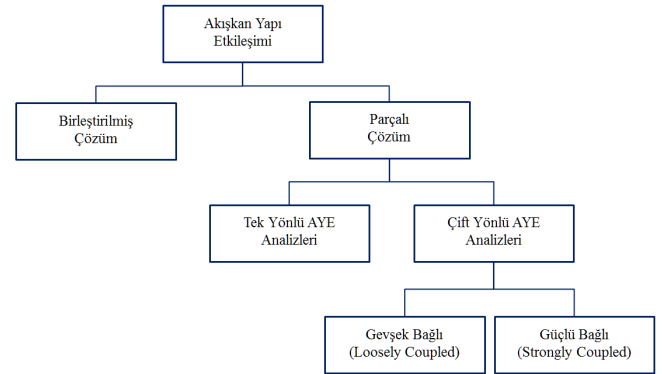 Akışkan Yapı
Etkileşimi
Birleştirilmiş
Çözüm
Parçalı
Çözüm
Tek Yönlü AYE
Analizleri
Çift Yönlü AYE
Analizleri
Gevşek Bağlı
(Loosely Coupled)
Güçlü Bağlı
(Strongly Coupled)